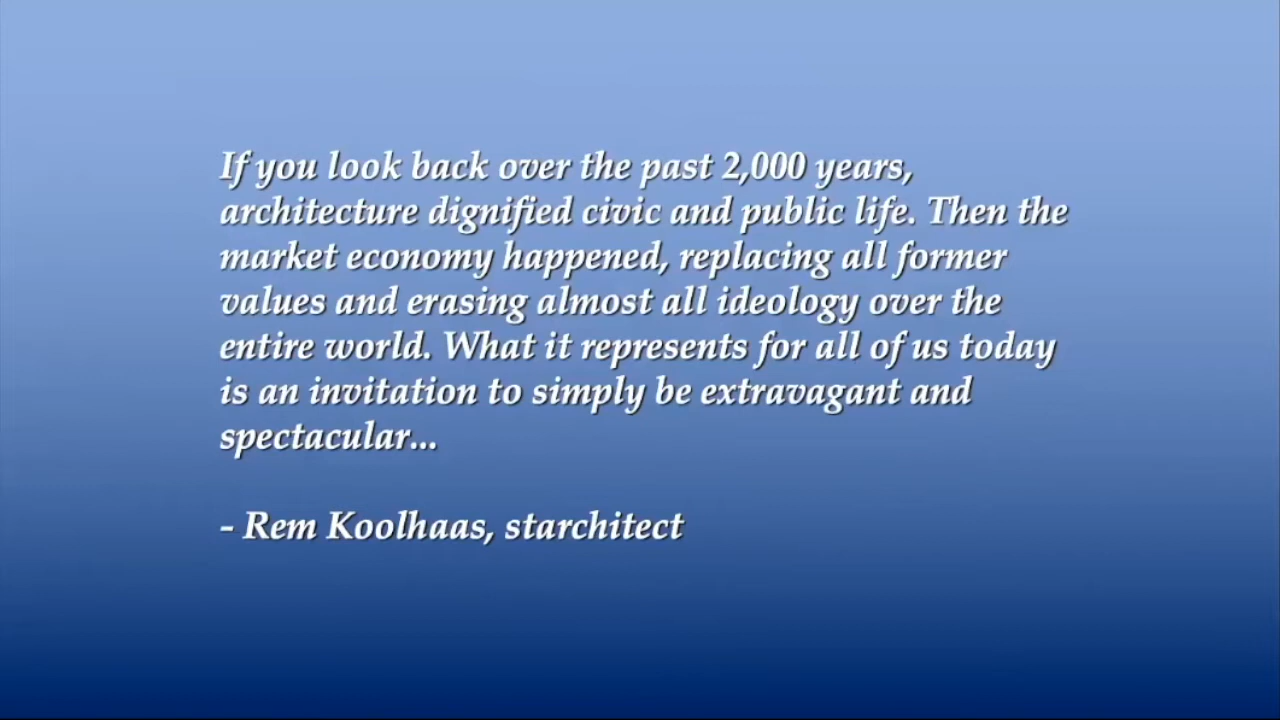 If you look back over the past 2,000 years,
architecture dignified civic and public life. Then the
market economy happened, replacing all former
values and erasing almost all ideology over the
entire world. What it represents for all of us today
is an invitation to simply be extravagant and
spectacular...
- Rem Koolhaas, starchitect